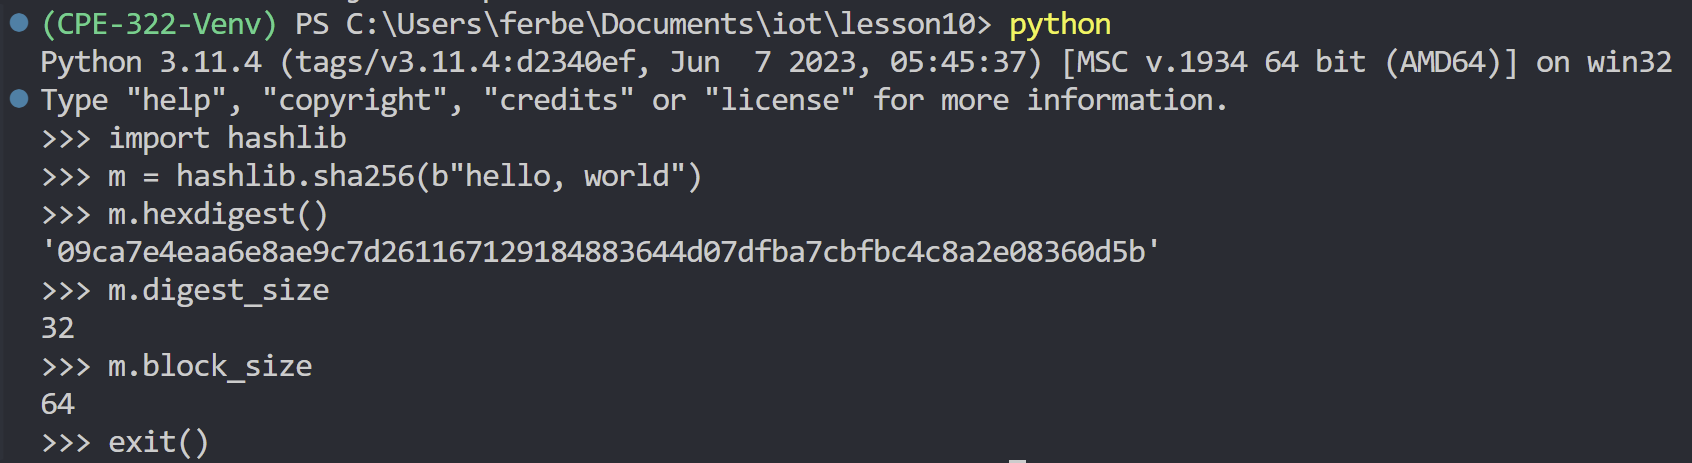 (CPE-322-Venv) PS C:\Users\ferbe\Documents\iot\lesson10> python
Python 3.11.4 (tags/v3.11.4:d2340ef, Jun  7 2023, 05:45:37) [MSC v.1934 64 bit (AMD64)] on win32
Type "help", "copyright", "credits" or "license" for more information.
>>> import hashlib
>>> m = hashlib.sha256(b"hello, world")
>>> m.hexdigest()
'09ca7e4eaa6e8ae9c7d261167129184883644d07dfba7cbfbc4c8a2e08360d5b'
>>> m.digest_size
32
>>> m.block_size
64
>>> exit()